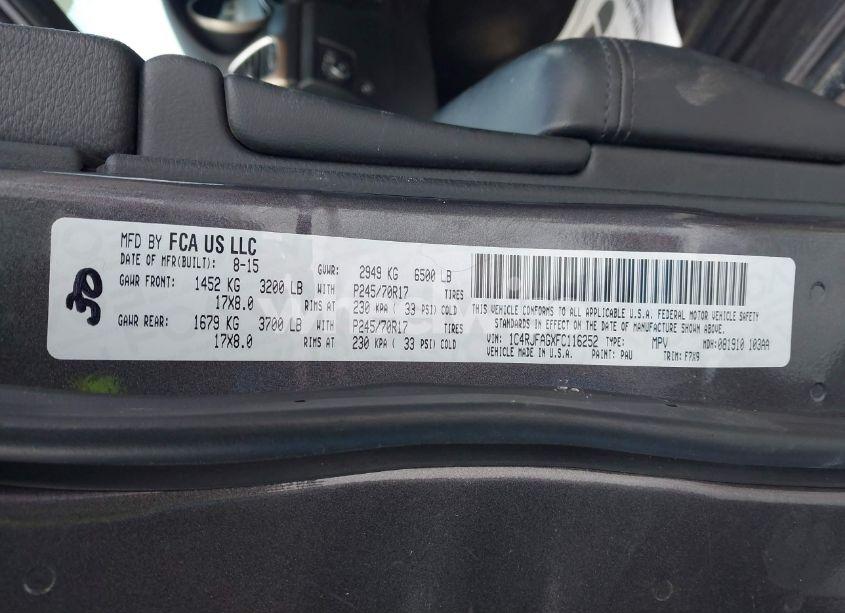 MFD BY FCA US LLC
DATE OF MFR(BUILT): 8-15 GVWR: 2949 KG 6500 LB
GAWR FRONT: 1452 KG 3200 LB WITH P245/70R17 TIRES
17X8.0 RIMS AT 230 KPA ( 33 PSI) COLD
GAWR REAR: 1679 KG 3700 LB WITH P245/70R17 TIRES
17X8.0 RIMS AT 230 KPA ( 33 PSI) COLD
THIS VEHICLE CONFORMS TO ALL APPLICABLE U.S.A. FEDERAL MOTOR VEHICLE SAFETY
STANDARDS IN EFFECT ON THE DATE OF MANUFACTURE SHOWN ABOVE.
VIN: 1C4RJFAGXFC116252 TYPE: MPV MDH:081910 103AA
VEHICLE MADE IN U.S.A. PAINT: PAU TRIM: F7X9